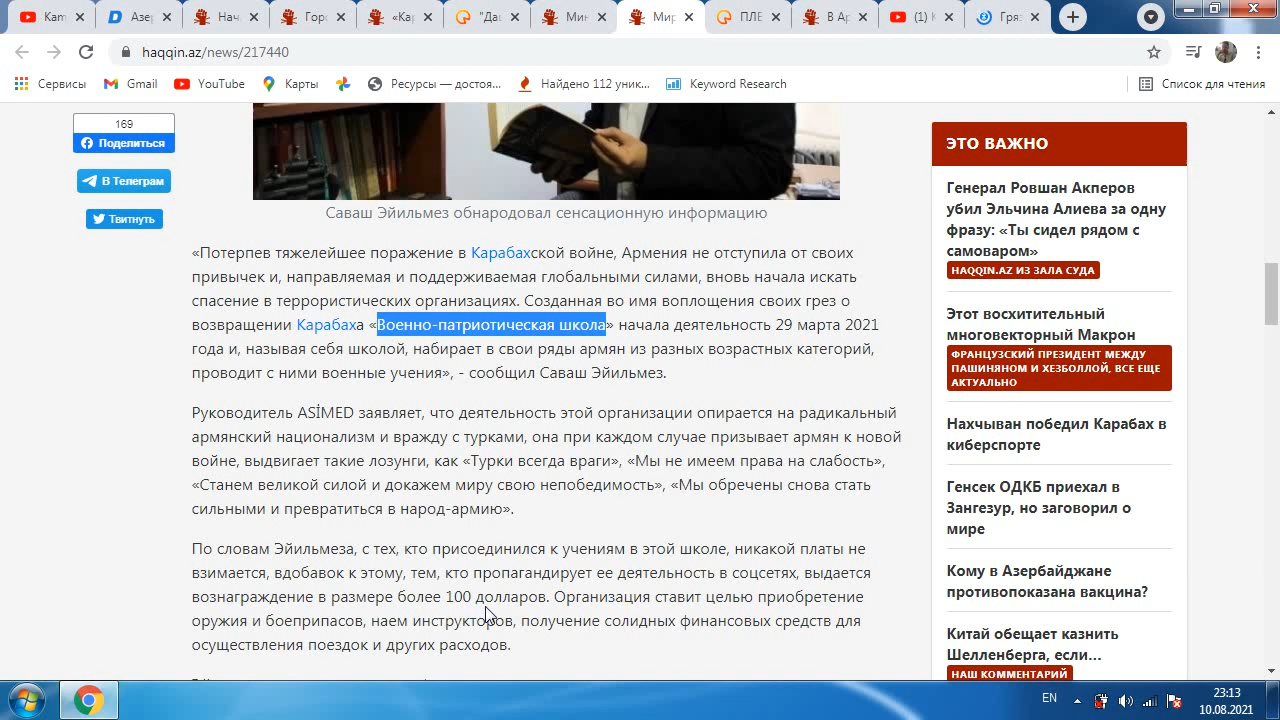 Kam
Азер
Нач
Горо
«Кар
"Дац
Мин
Мир
ПЛЕ
В Ар
(1)
Гря
haqqin.az/news/217440
Сервисы
Gmail
YouTube
Карты
Ресурсы — достоя...
Найдено 112 уник...
Keyword Research
Список для чтения
169
Поделиться
В Телеграм
Твитнуть
Саваш Эйильмез обнародовал сенсационную информацию
«Потерпев тяжелейшее поражение в Карабахской войне, Армения не отступила от своих
привычек и, направляемая и поддерживаемая глобальными силами, вновь начала искать
спасение в террористических организациях. Созданная во имя воплощения своих грез о
возвращении Карабаха «Военно-патриотическая школа» начала деятельность 29 марта 2021
года и, называя себя школой, набирает в свои ряды армян из разных возрастных категорий,
проводит с ними военные учения», - сообщил Саваш Эйильмез.
Руководитель ASİMED заявляет, что деятельность этой организации опирается на радикальный
армянский национализм и вражду с турками, она при каждом случае призывает армян к новой
войне, выдвигает такие лозунги, как «Турки всегда враги», «Мы не имеем права на слабость»,
«Станем великой силой и докажем миру свою непобедимость», «Мы обречены снова стать
сильными и превратиться в народ-армию».
По словам Эйильмеза, с тех, кто присоединился к учениям в этой школе, никакой платы не
взимается, вдобавок к этому, тем, кто пропагандирует ее деятельность в соцсетях, выдается
вознаграждение в размере более 100 долларов. Организация ставит целью приобретение
оружия и боеприпасов, наем инструкторов, получение солидных финансовых средств для
осуществления поездок и других расходов.
ЭТО ВАЖНО
Генерал Ровшан Акперов
убил Эльчина Алиева за одну
фразу: «Ты сидел рядом с
самоваром»
HAQQIN.AZ ИЗ ЗАЛА СУДА
Этот восхитительный
многовекторный Макрон
ФРАНЦУЗСКИЙ ПРЕЗИДЕНТ МЕЖДУ
ПАШИНЯНОМ И ХЕЗБОЛЛОЙ, ВСЕ ЕЩЕ
АКТУАЛЬНО
Нахчыван победил Карабах в
киберспорте
Генсек ОДКБ приехал в
Зангезур, но заговорил о
мире
Кому в Азербайджане
противопоказана вакцина?
Китай обещает казнить
Шелленберга, если...
НАШ КОММЕНТАРИЙ
EN
23:13
10.08.2021